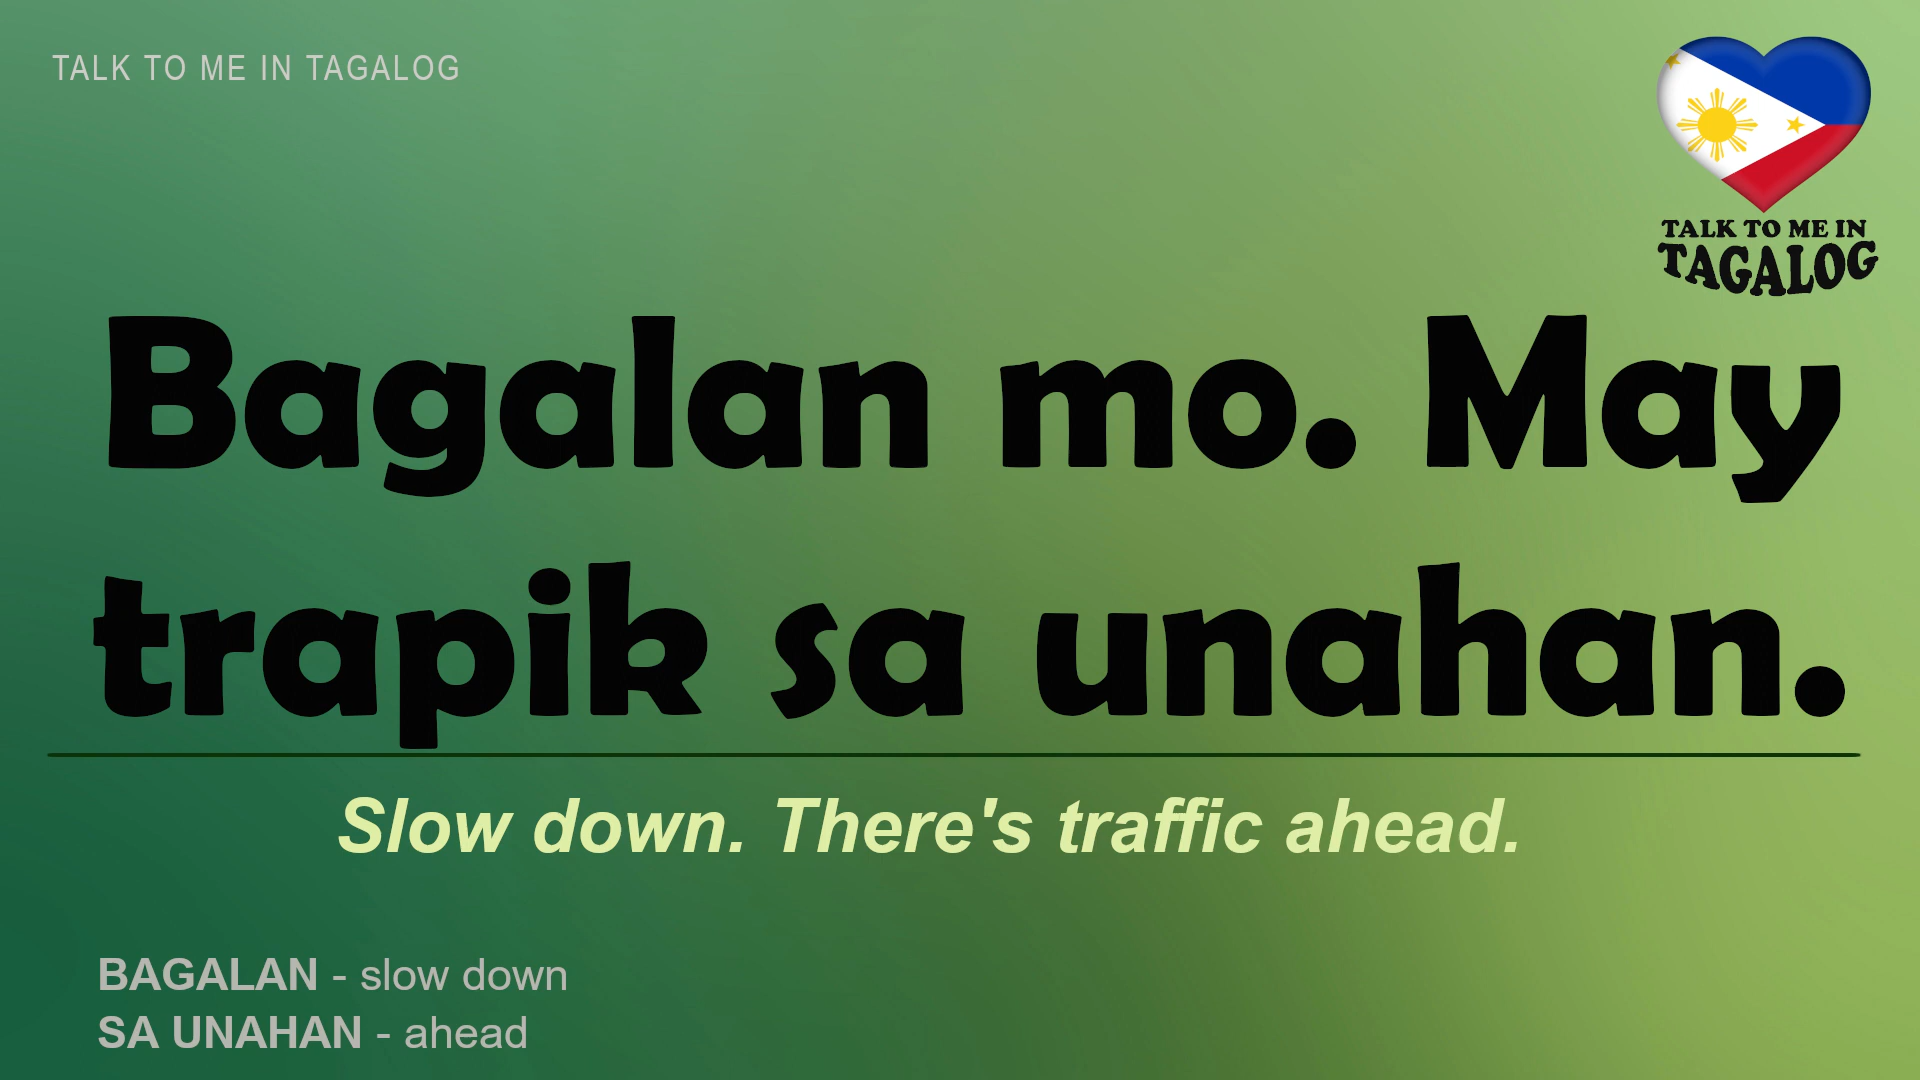 TALK TO ME IN TAGALOG
TALK TO ME IN
TAGALOG
Bagalan mo. May
trapik sa unahan.
Slow down. There's traffic ahead.
BAGALAN - slow down
SA UNAHAN - ahead